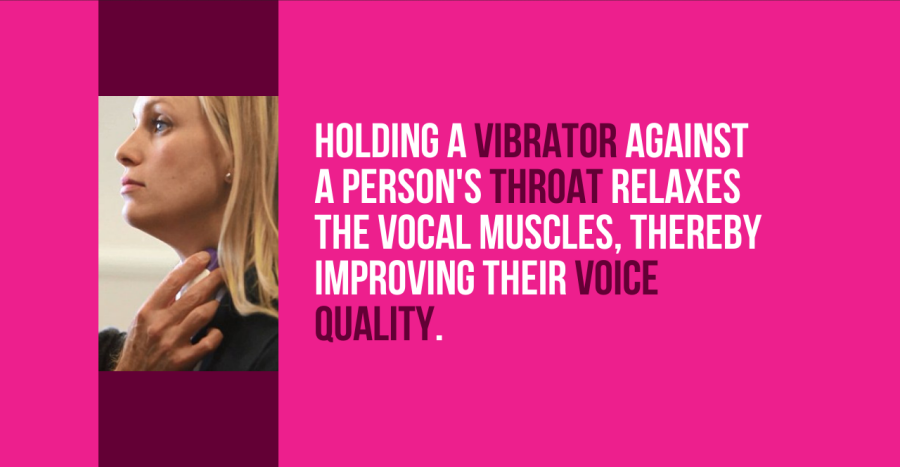 HOLDING A VIBRATOR AGAINST
A PERSON'S THROAT RELAXES
THE VOCAL MUSCLES, THEREBY
IMPROVING THEIR VOICE
QUALITY.